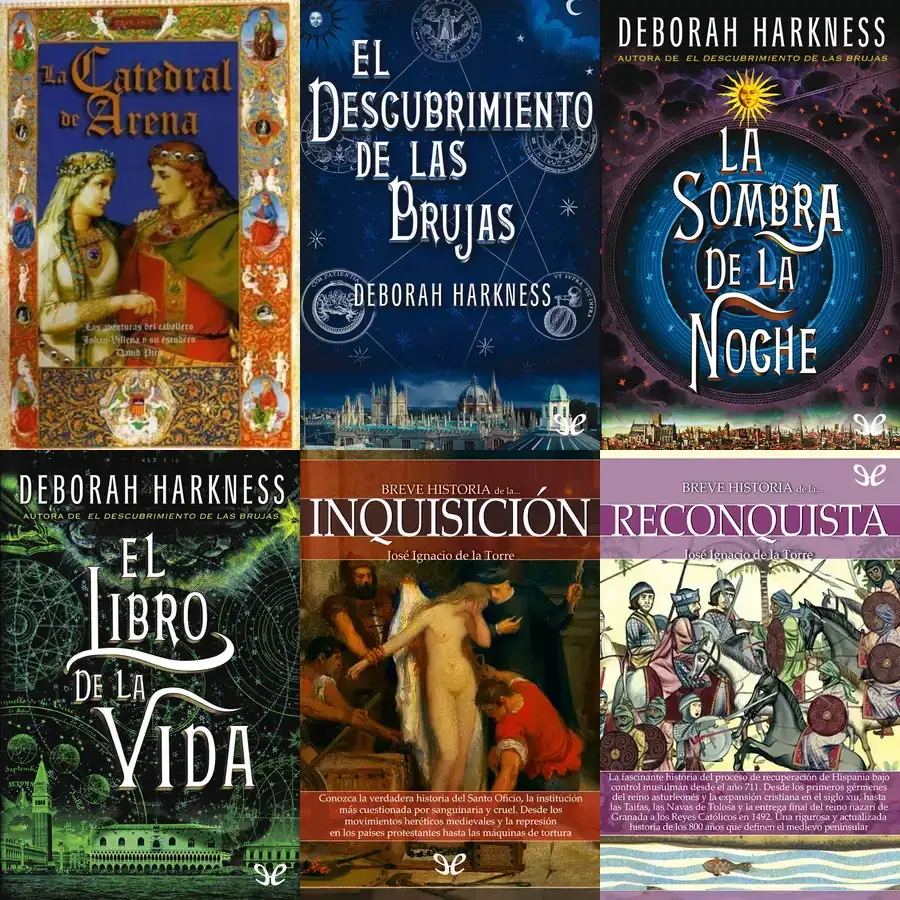 La
Catedral
de
Arena
Las aventuras del caballero
Johan Villena y su escudero
David Pico
EL
DESCUBRIMIENTO
DE LAS
BRUJAS
DEBORAH HARKNESS
DEBORAH HARKNESS
AUTORA DE EL DESCUBRIMIENTO DE LAS BRUJAS
LA
SOMBRA
DE LA
NOCHE
DEBORAH HARKNESS
AUTORA DE EL DESCUBRIMIENTO DE LAS BRUJAS
EL
LIBRO
DE LA
VIDA
BREVE HISTORIA de la...
INQUISICIÓN
José Ignacio de la Torre
Conozca la verdadera historia del Santo Oficio, la institución
más cuestionada por sanguinaria y cruel. Desde los
movimientos heréticos medievales y la represión
en los países protestantes hasta las máquinas de tortura
BREVE HISTORIA de la...
RECONQUISTA
José Ignacio de la Torre
La fascinante historia del proceso de recuperación de Hispania bajo
control musulmán desde el año 711. Desde los primeros gérmenes
del reino asturleonés y la expansión cristiana en el siglo XIII, hasta
las Taifas, las Navas de Tolosa y la entrega final del reino nazarí de
Granada a los Reyes Católicos en 1492. Una rigurosa y actualizada
historia de los 800 años que definen el medievo peninsular